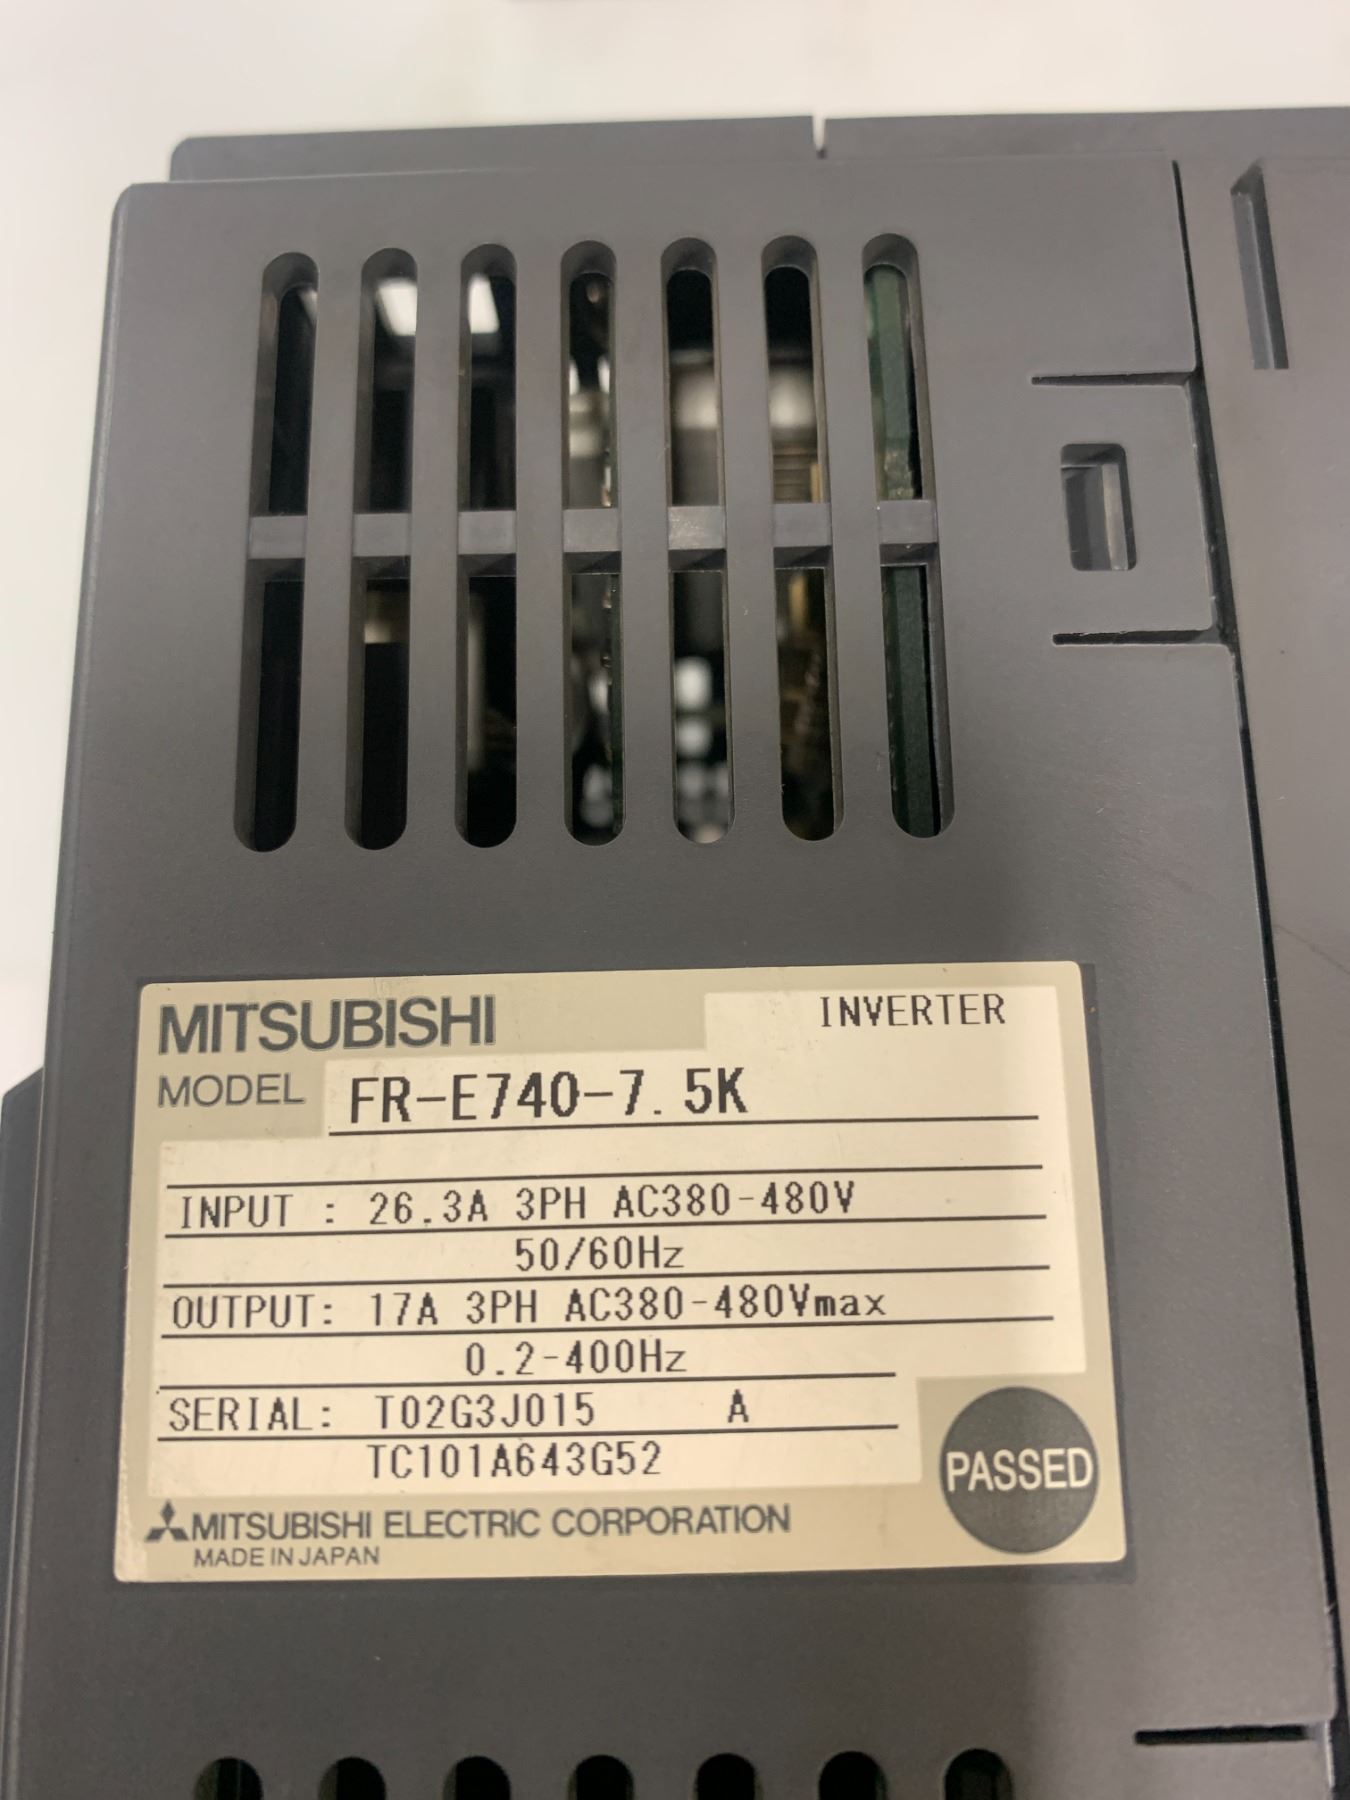 MITSUBISHI
INVERTER
MODEL FR-E740-7.5K
INPUT : 26.3A 3PH AC380-480V
50/60Hz
OUTPUT: 17A 3PH AC380-480Vmax
0.2-400Hz
SERIAL: T02G3J015 A
TC101A643G52
PASSED
MITSUBISHI ELECTRIC CORPORATION
MADE IN JAPAN